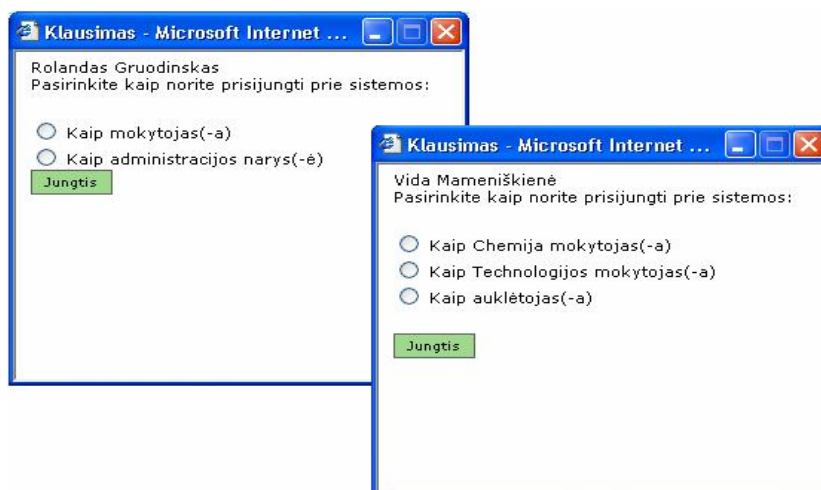 Klausimas - Microsoft Internet ...
Rolandas Gruodinskas
Pasirinkite kaip norite prisijungti prie sistemos:
Kaip mokytojas(-a)
Kaip administracijos narys(-ė)
Jungtis
Klausimas - Microsoft Internet ...
Vida Mameniškienė
Pasirinkite kaip norite prisijungti prie sistemos:
Kaip Chemija mokytojas(-a)
Kaip Technologijos mokytojas(-a)
Kaip auklėtojas(-a)
Jungtis